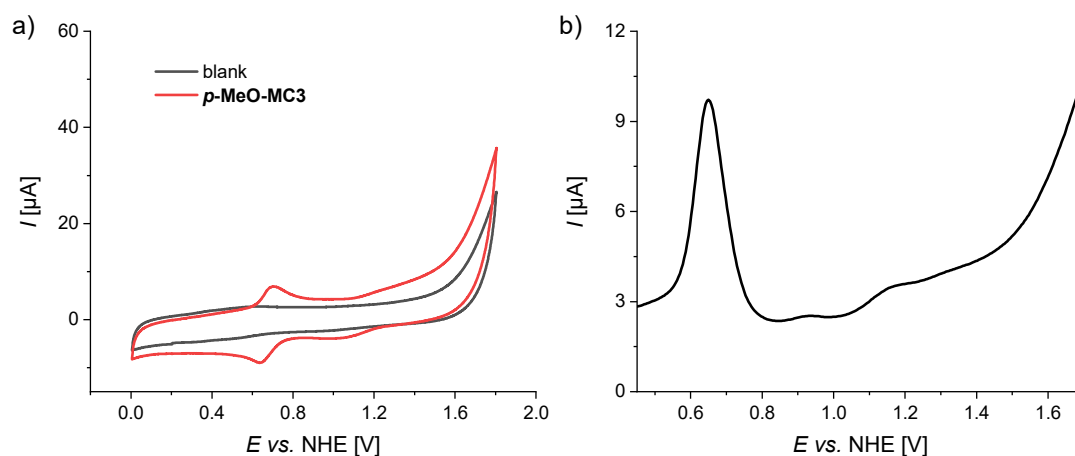 a)
60
40
20
0
I [µA]
blank
p-MeO-MC3
0.0 0.4 0.8 1.2 1.6 2.0
E vs. NHE [V]
b)
12
9
6
3
0
I [µA]
0.6 0.8 1.0 1.2 1.4 1.6
E vs. NHE [V]